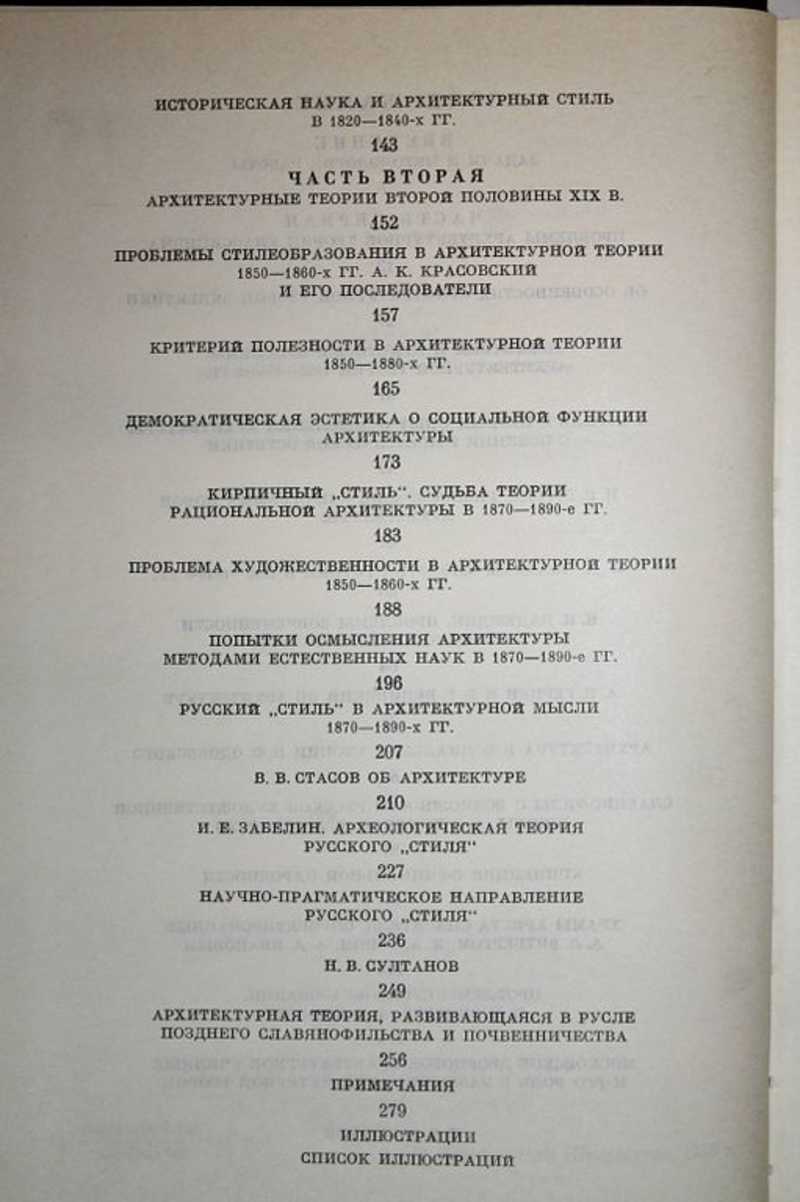 ИСТОРИЧЕСКАЯ НАУКА И АРХИТЕКТУРНЫЙ СТИЛЬ
В 1820—1840-х ГГ.
143
ЧАСТЬ ВТОРАЯ
АРХИТЕКТУРНЫЕ ТЕОРИИ ВТОРОЙ ПОЛОВИНЫ XIX В.
152
ПРОБЛЕМЫ СТИЛЕОБРАЗОВАНИЯ В АРХИТЕКТУРНОЙ ТЕОРИИ
1850—1860-х ГГ. А. К. КРАСОВСКИЙ
И ЕГО ПОСЛЕДОВАТЕЛИ
157
КРИТЕРИЙ ПОЛЕЗНОСТИ В АРХИТЕКТУРНОЙ ТЕОРИИ
1850—1880-х ГГ.
165
ДЕМОКРАТИЧЕСКАЯ ЭСТЕТИКА О СОЦИАЛЬНОЙ ФУНКЦИИ
АРХИТЕКТУРЫ
173
КИРПИЧНЫЙ „СТИЛЬ“. СУДЬБА ТЕОРИИ
РАЦИОНАЛЬНОЙ АРХИТЕКТУРЫ В 1870—1890-е ГГ.
183
ПРОБЛЕМА ХУДОЖЕСТВЕННОСТИ В АРХИТЕКТУРНОЙ ТЕОРИИ
1850—1860-х ГГ.
188
ПОПЫТКИ ОСМЫСЛЕНИЯ АРХИТЕКТУРЫ
МЕТОДАМИ ЕСТЕСТВЕННЫХ НАУК В 1870—1890-е ГГ.
196
РУССКИЙ „СТИЛЬ“ В АРХИТЕКТУРНОЙ МЫСЛИ
1870—1890-х ГГ.
207
В. В. СТАСОВ ОБ АРХИТЕКТУРЕ
210
И. Е. ЗАБЕЛИН. АРХЕОЛОГИЧЕСКАЯ ТЕОРИЯ
РУССКОГО „СТИЛЯ“
227
НАУЧНО-ПРАГМАТИЧЕСКОЕ НАПРАВЛЕНИЕ
РУССКОГО „СТИЛЯ“
236
Н. В. СУЛТАНОВ
249
АРХИТЕКТУРНАЯ ТЕОРИЯ, РАЗВИВАЮЩАЯСЯ В РУСЛЕ
ПОЗДНЕГО СЛАВЯНОФИЛЬСТВА И ПОЧВЕННИЧЕСТВА
256
ПРИМЕЧАНИЯ
279
ИЛЛЮСТРАЦИИ
СПИСОК ИЛЛЮСТРАЦИЙ